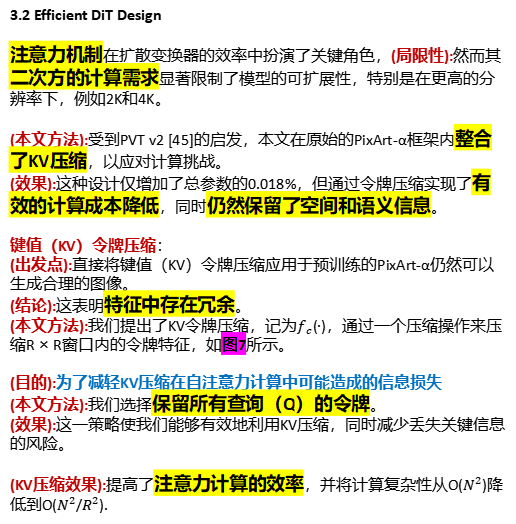 3.2 Efficient DiT Design
注意力机制在扩散变换器的效率中扮演了关键角色，(局限性):然而其
二次方的计算需求显著限制了模型的可扩展性，特别是在更高的分
辨率下，例如2K和4K。
(本文方法):受到PVT v2 [45]的启发，本文在原始的PixArt-α框架内整合
了KV压缩，以应对计算挑战。
(效果):这种设计仅增加了总参数的0.018%，但通过令牌压缩实现了有
效的计算成本降低，同时仍然保留了空间和语义信息。
键值（KV）令牌压缩：
(出发点):直接将键值（KV）令牌压缩应用于预训练的PixArt-α仍然可以
生成合理的图像。
(结论):这表明特征中存在冗余。
(本文方法):我们提出了KV令牌压缩，记为f_c(·)，通过一个压缩操作来压
缩R × R窗口内的令牌特征，如图7所示。
(目的):为了减轻KV压缩在自注意力计算中可能造成的信息损失
(本文方法):我们选择保留所有查询（Q）的令牌。
(效果):这一策略使我们能够有效地利用KV压缩，同时减少丢失关键信息
的风险。
(KV压缩效果):提高了注意力计算的效率，并将计算复杂性从O(N²)降
低到O(N²/R²).